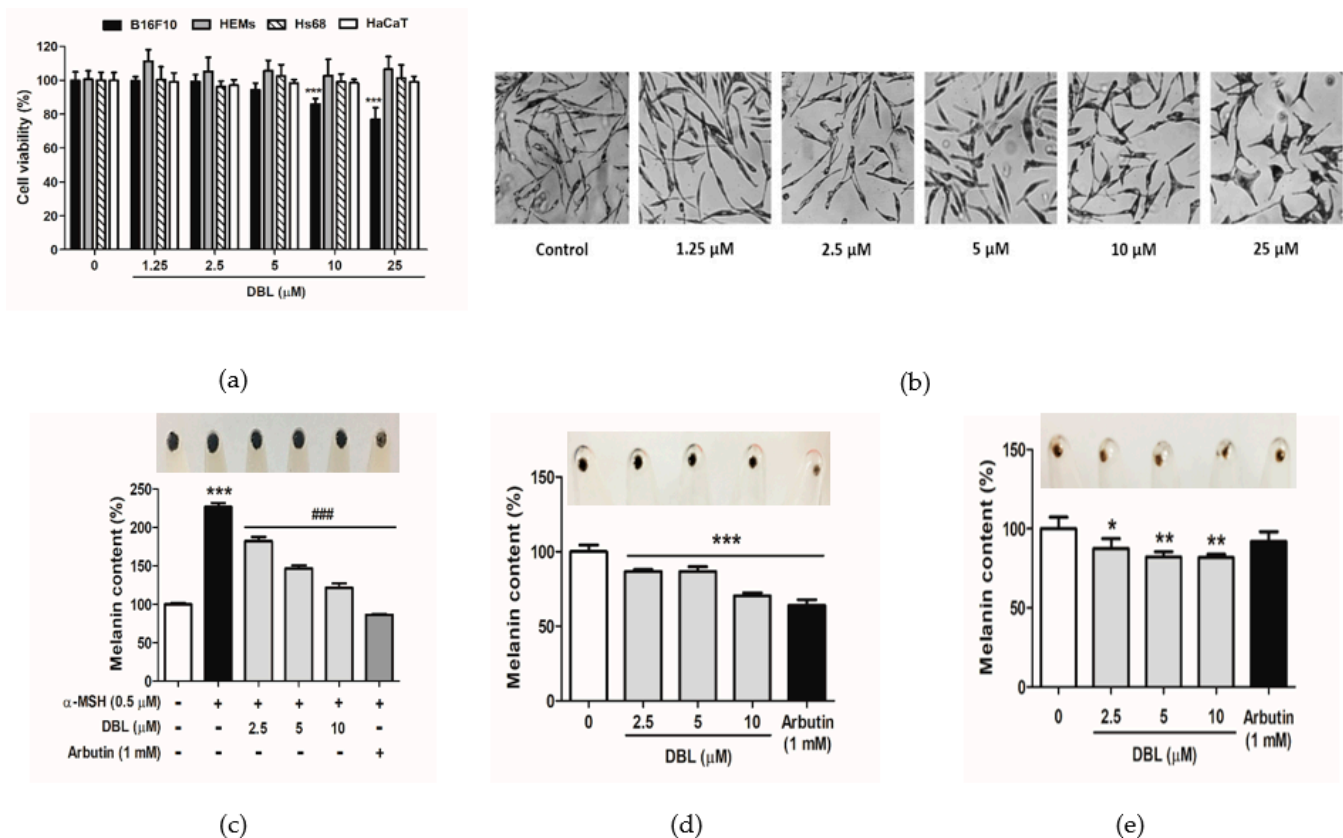 B16F10 HEMs Hs68 HaCaT
120
100
80
60
40
20
0
Cell viability (%)
*** ***
0 1.25 2.5 5 10 25
DBL (μM)
(a)
Control 1.25 μM 2.5 μM 5 μM 10 μM 25 μM
(b)
250
200
150
100
50
0
Melanin content (%)
***
###
α-MSH (0.5 μM) - + + + + +
DBL (μM) - - 2.5 5 10 -
Arbutin (1 mM) - - - - - +
(c)
150
100
50
0
Melanin content (%)
***
0 2.5 5 10 Arbutin
(1 mM)
DBL (μM)
(d)
150
100
50
0
Melanin content (%)
* ** **
0 2.5 5 10 Arbutin
(1 mM)
DBL (μM)
(e)